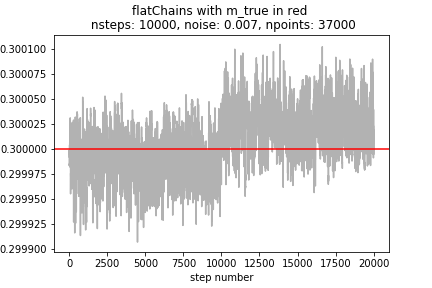 flatChains with m_true in red
nsteps: 10000, noise: 0.007, npoints: 37000
0.300100
0.300075
0.300050
0.300025
0.300000
0.299975
0.299950
0.299925
0.299900
0 2500 5000 7500 10000 12500 15000 17500 20000
step number